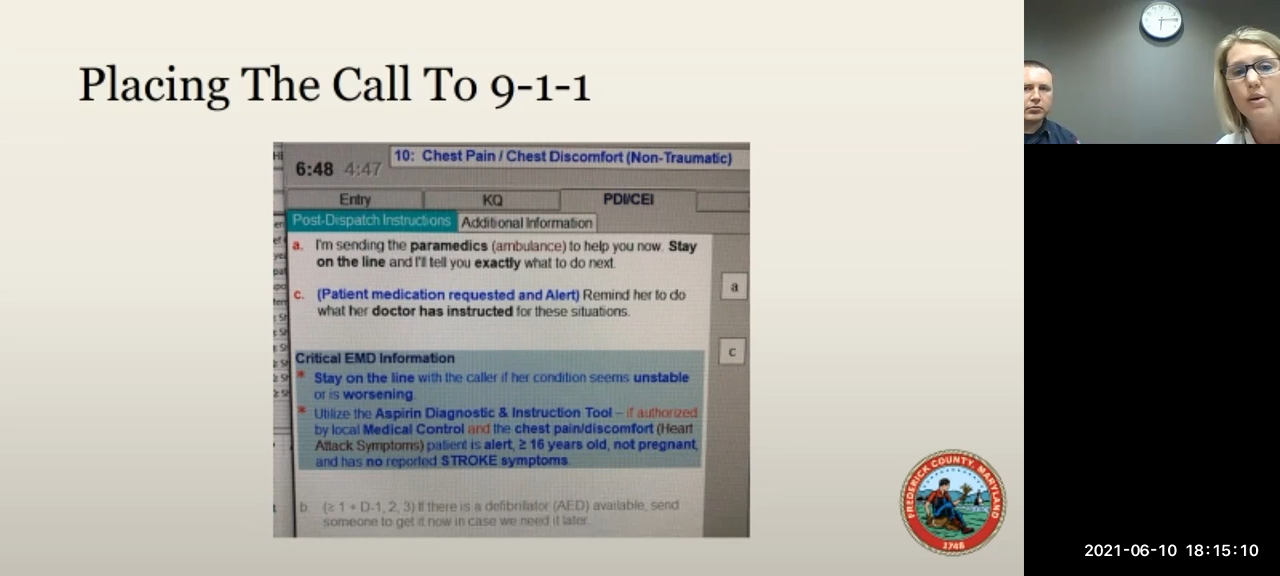 Placing The Call To 9-1-1
10: Chest Pain / Chest Discomfort (Non-Traumatic)
6:48 4:47
Entry KQ PDI/CEI
Post-Dispatch Instructions Additional Information
a. I'm sending the paramedics (ambulance) to help you now. Stay
on the line and I'll tell you exactly what to do next.
a
c. (Patient medication requested and Alert) Remind her to do
what her doctor has instructed for these situations.
c
Critical EMD Information
* Stay on the line with the caller if her condition seems unstable
or is worsening.
* Utilize the Aspirin Diagnostic & Instruction Tool – if authorized
by local Medical Control and the chest pain/discomfort (Heart
Attack Symptoms) patient is alert, ≥ 16 years old, not pregnant,
and has no reported STROKE symptoms.
b. (≥ 1 + D-1, 2, 3) If there is a defibrillator (AED) available, send
someone to get it now in case we need it later.
FREDERICK COUNTY, MARYLAND
1748
2021-06-10 18:15:10